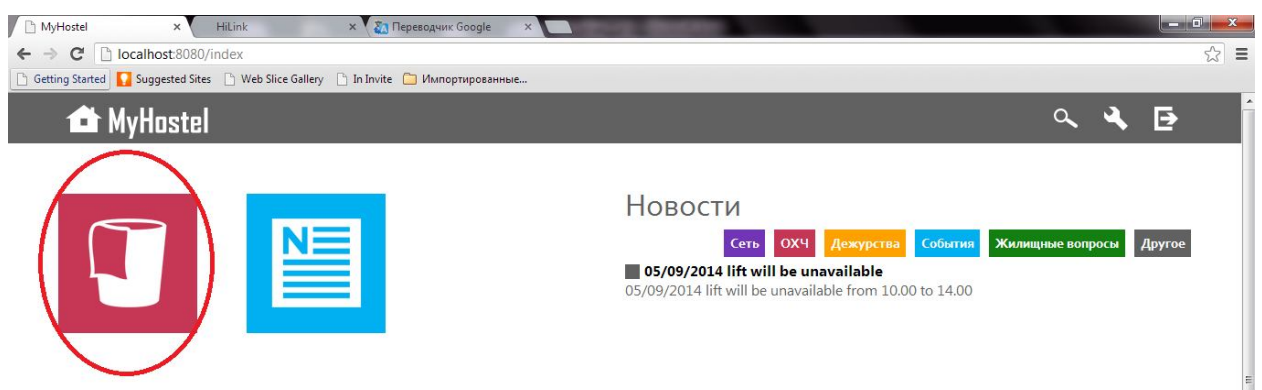 MyHostel HiLink Переводчик Google
localhost:8080/index
Getting Started Suggested Sites Web Slice Gallery In Invite Импортированные...
MyHostel
N
Новости
Сеть ОХЧ Дежурства События Жилищные вопросы Другое
05/09/2014 lift will be unavailable
05/09/2014 lift will be unavailable from 10.00 to 14.00